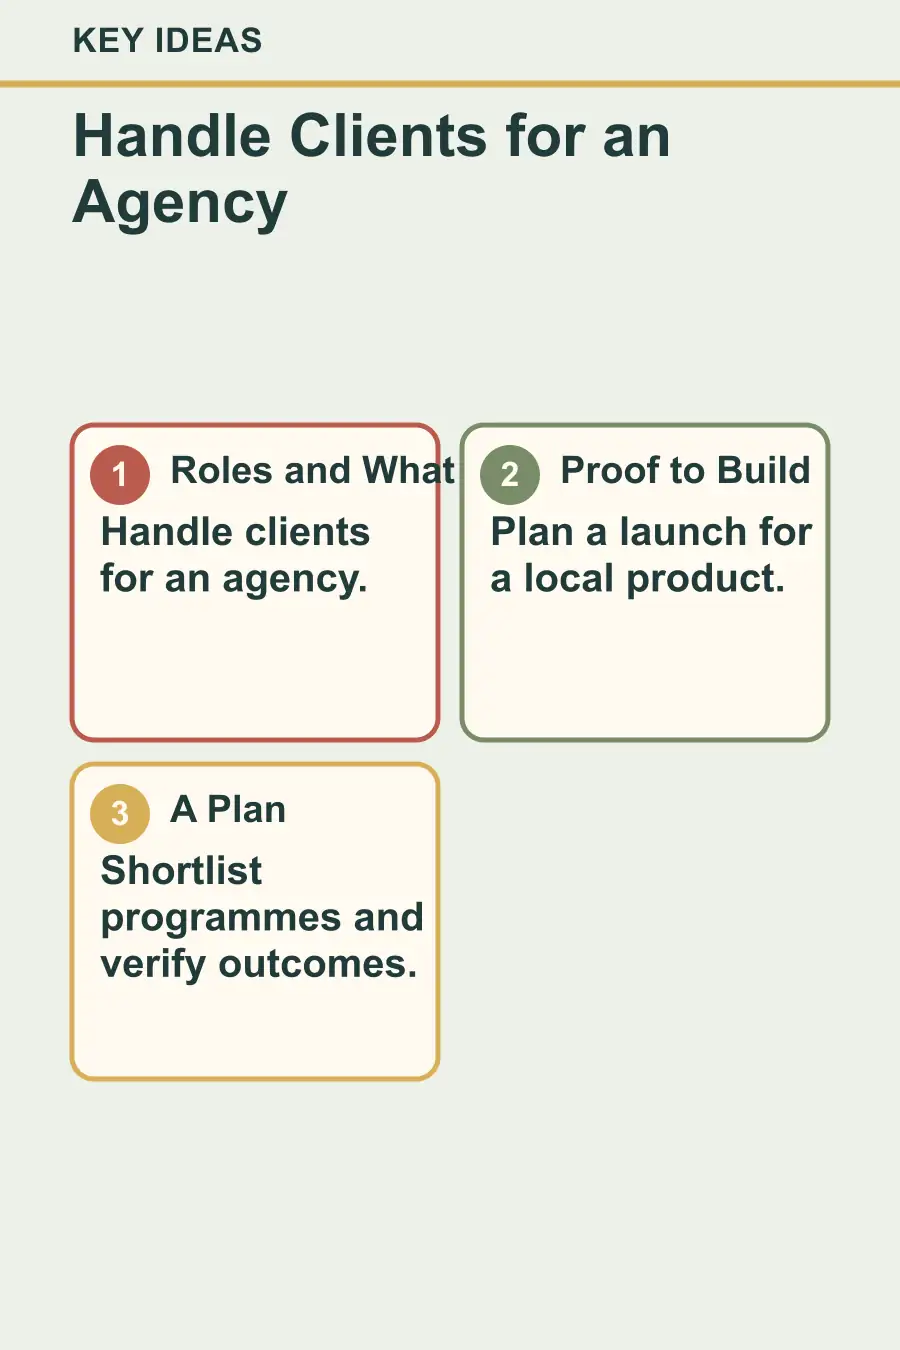 KEY IDEAS
Handle Clients for an
Agency
1
Roles and What
Handle clients
for an agency.
2
Proof to Build
Plan a launch for
a local product.
3
A Plan
Shortlist
programmes and
verify outcomes.